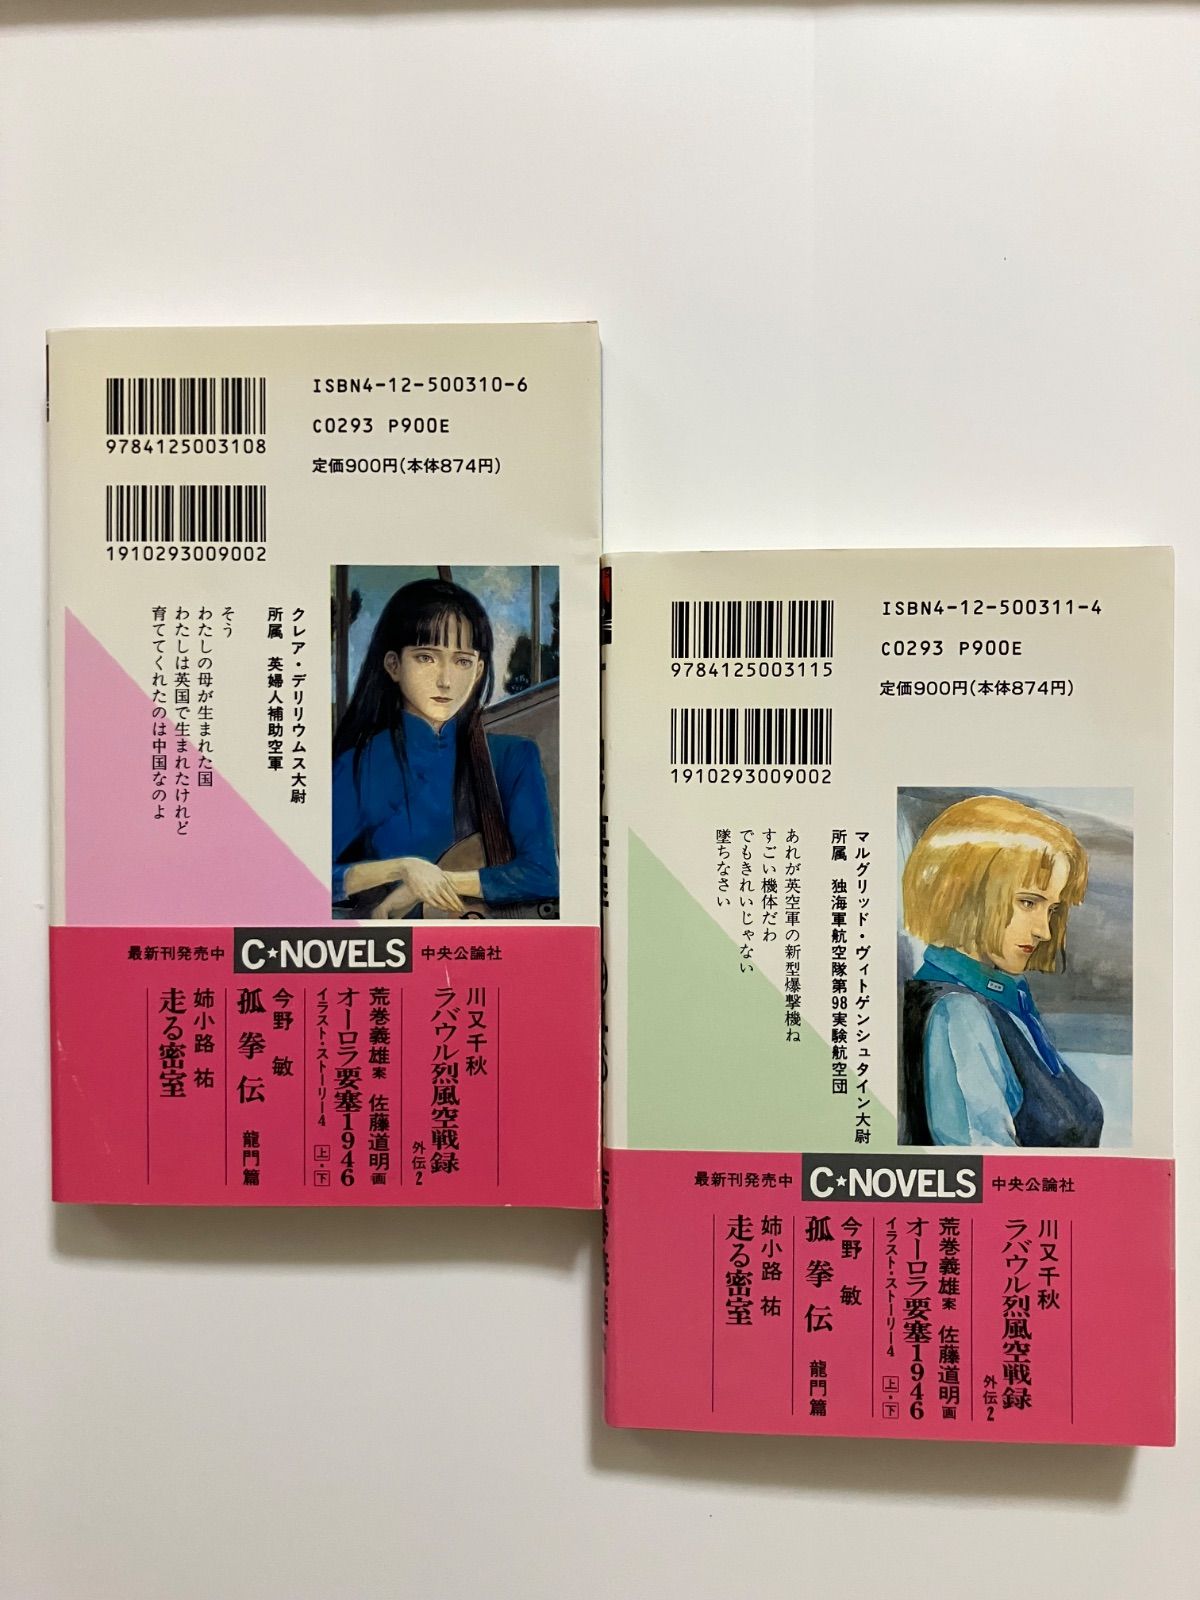 ISBN4-12-500310-6
C0293 P900E
定価900円(本体874円)
9784125003108
1910293009002
クレア・デリリウムス大尉
所属 英婦人補助空軍
そう
わたしの母が生まれた国
わたしは英国で生まれたけれど
育ててくれたのは中国なのよ
最新刊発売中 C★NOVELS 中央公論社
川又千秋
ラバウル烈風空戦録 外伝2
荒巻義雄案 佐藤道明画
オーロラ要塞1946
イラスト・ストーリー4 上・下
今野 敏
孤拳伝 龍門篇
姉小路 祐
走る密室
ISBN4-12-500311-4
C0293 P900E
定価900円(本体874円)
9784125003115
1910293009002
マルグリッド・ヴィトゲンシュタイン大尉
所属 独海軍航空隊第98実験航空団
あれが英空軍の新型爆撃機ね
すごい機体だわ
でもきれいじゃない
墜ちなさい
最新刊発売中 C★NOVELS 中央公論社
川又千秋
ラバウル烈風空戦録 外伝2
荒巻義雄案 佐藤道明画
オーロラ要塞1946
イラスト・ストーリー4 上・下
今野 敏
孤拳伝 龍門篇
姉小路 祐
走る密室